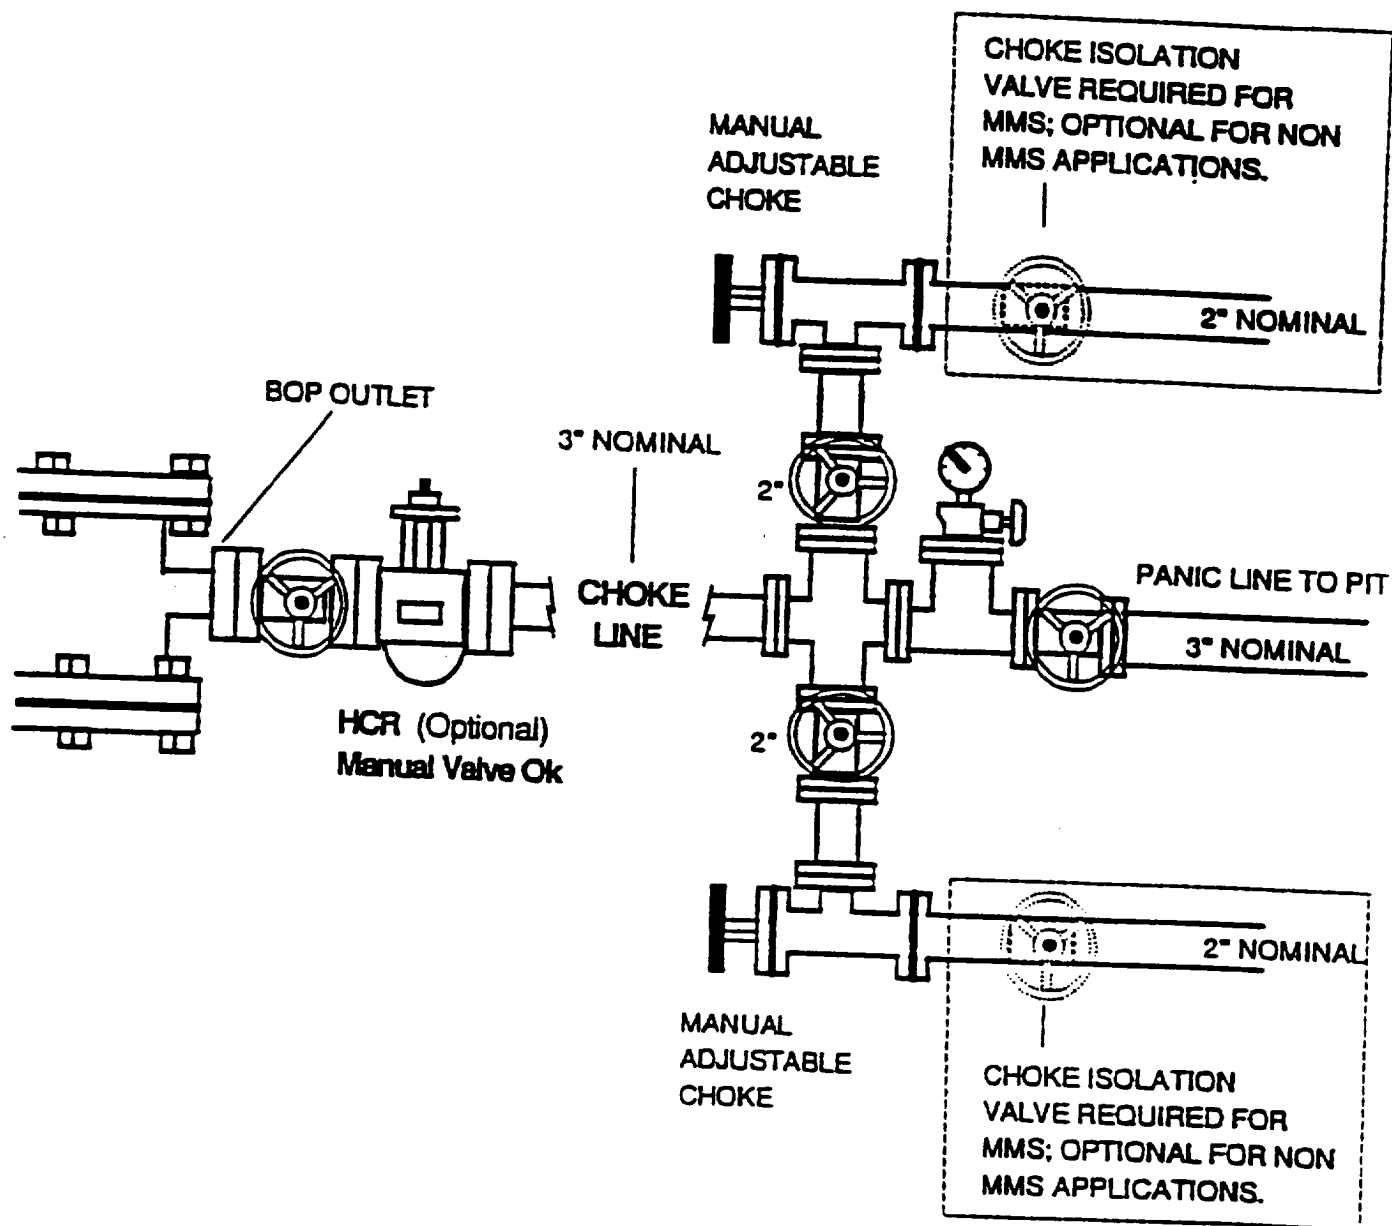 CHOKE ISOLATION
VALVE REQUIRED FOR
MMS; OPTIONAL FOR NON
MMS APPLICATIONS.
MANUAL
ADJUSTABLE
CHOKE
2" NOMINAL
BOP OUTLET
3" NOMINAL
2"
CHOKE
LINE
PANIC LINE TO PIT
3" NOMINAL
HCR (Optional)
Manual Valve Ok
2"
2" NOMINAL
MANUAL
ADJUSTABLE
CHOKE
CHOKE ISOLATION
VALVE REQUIRED FOR
MMS; OPTIONAL FOR NON
MMS APPLICATIONS.